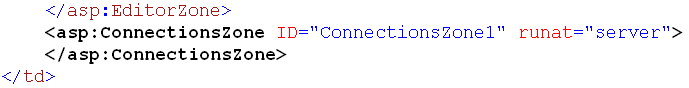 </asp:EditorZone>
<asp:ConnectionsZone ID="ConnectionsZone1" runat="server">
</asp:ConnectionsZone>
</td>